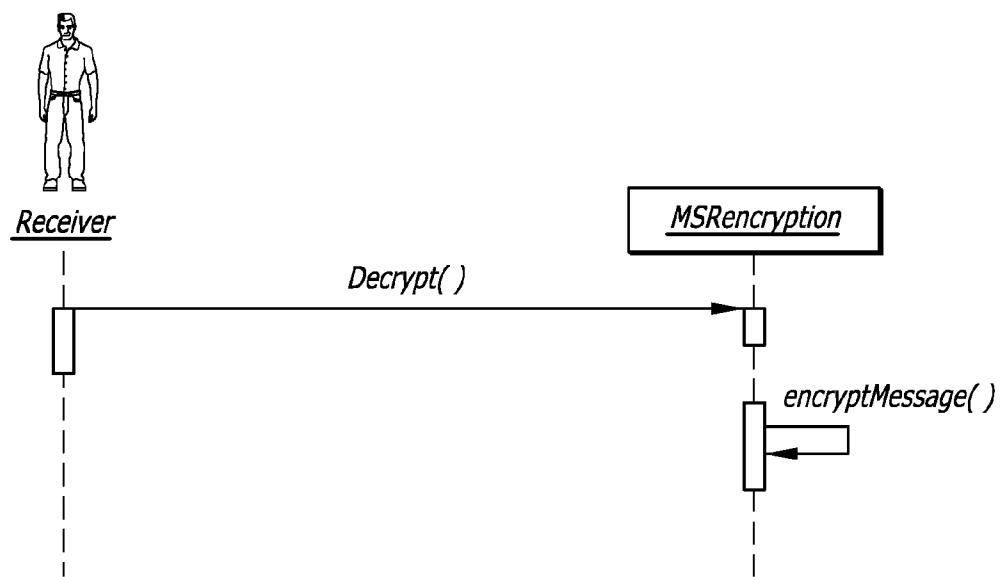 Receiver
MSRencryption
Decrypt( )
encryptMessage( )